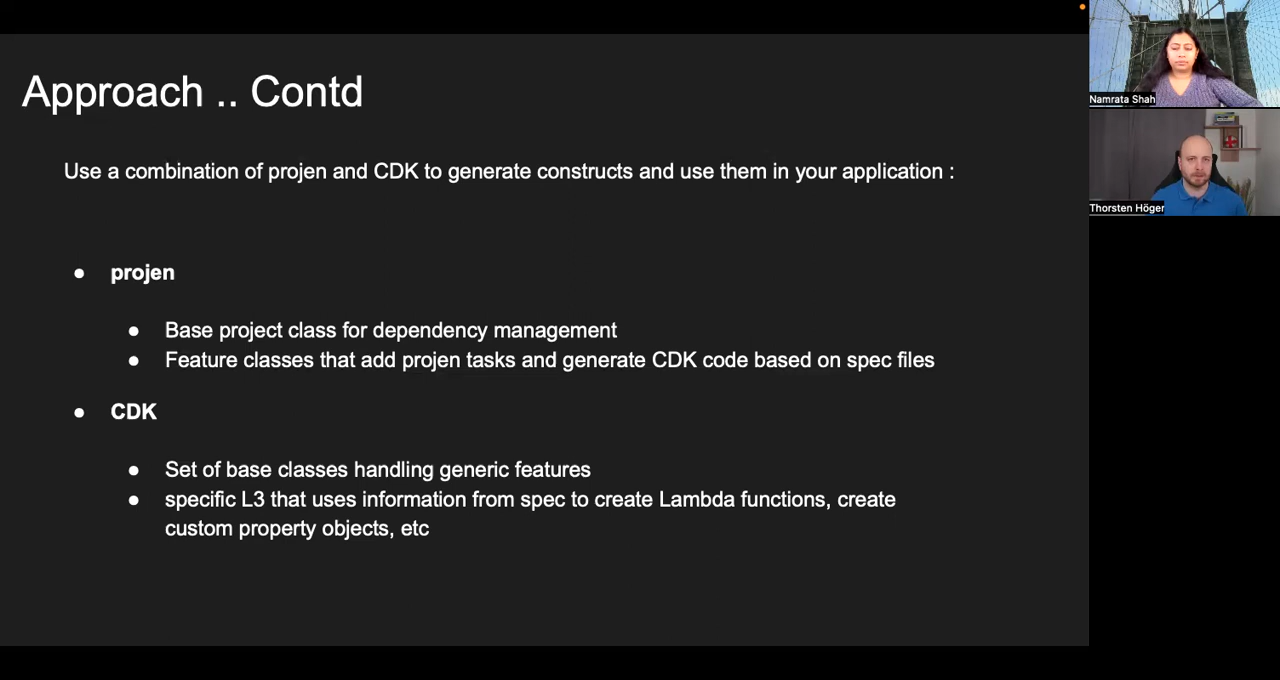 Approach .. Contd
Use a combination of projen and CDK to generate constructs and use them in your application :
● projen
● Base project class for dependency management
● Feature classes that add projen tasks and generate CDK code based on spec files
● CDK
● Set of base classes handling generic features
● specific L3 that uses information from spec to create Lambda functions, create
custom property objects, etc
Namrata Shah
Thorsten Höger